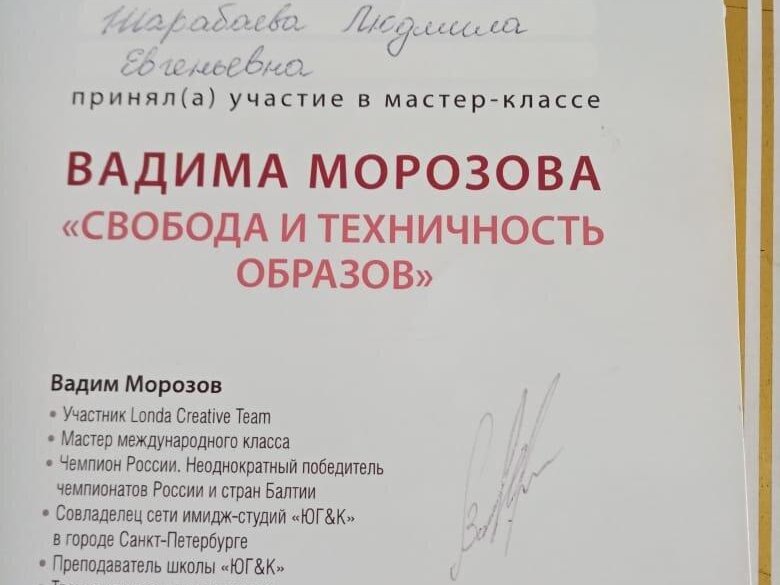 Шарабаева Людмила
Евгеньевна
принял(а) участие в мастер-классе
ВАДИМА МОРОЗОВА
«СВОБОДА И ТЕХНИЧНОСТЬ
ОБРАЗОВ»
Вадим Морозов
• Участник Londa Creative Team
• Мастер международного класса
• Чемпион России. Неоднократный победитель
чемпионатов России и стран Балтии
• Совладелец сети имидж-студий «ЮГ&К»
в городе Санкт-Петербурге
• Преподаватель школы «ЮГ&К»